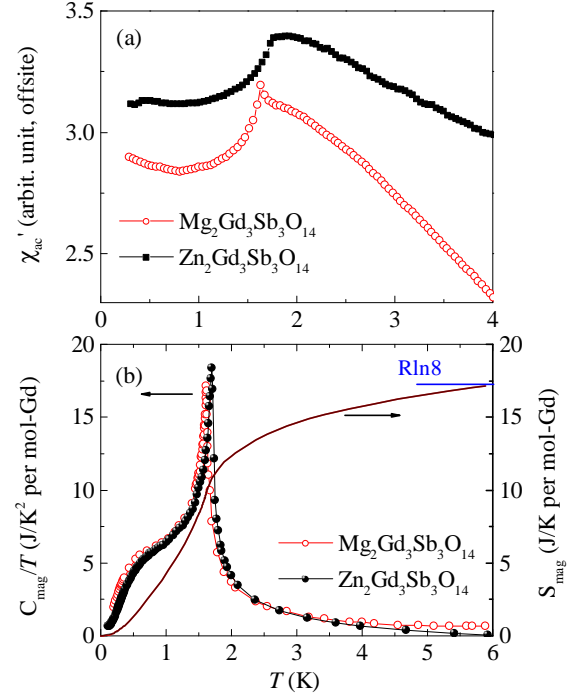 (a)
3.5
3.0
2.5
χac' (arbit. unit, offsite)
Mg2Gd3Sb3O14
Zn2Gd3Sb3O14
0 1 2 3 4
(b)
20
15
10
5
0
Cmag/T (J/K² per mol-Gd)
Rln8
20
15
10
5
0
Smag (J/K per mol-Gd)
Mg2Gd3Sb3O14
Zn2Gd3Sb3O14
0 1 2 3 4 5 6
T (K)